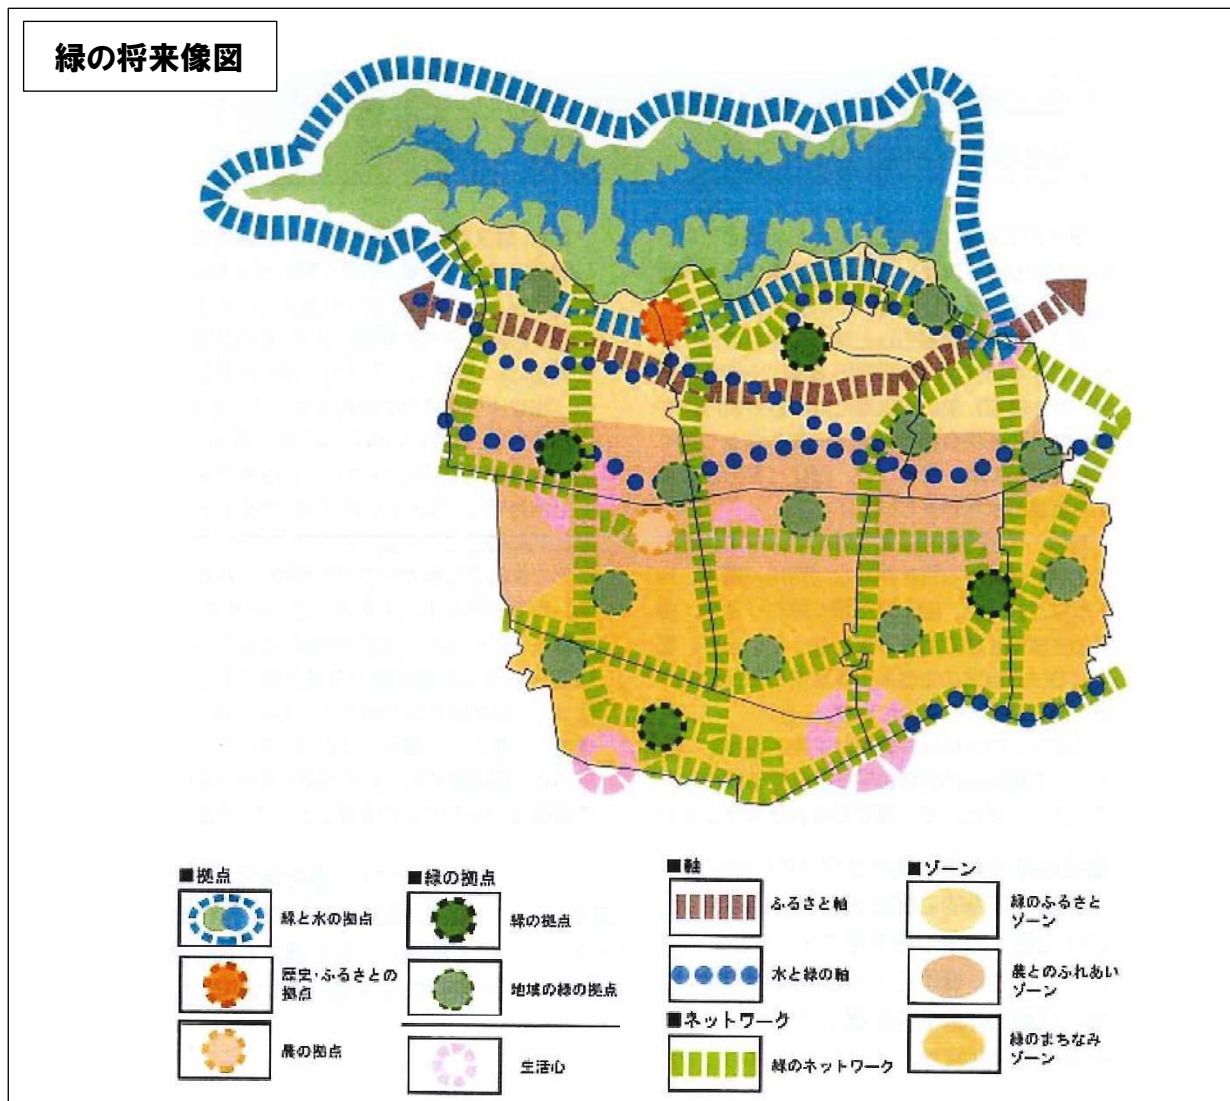 緑の将来像図
■拠点
緑と水の拠点
歴史・ふるさとの
拠点
農の拠点
■緑の拠点
緑の拠点
地域の緑の拠点
生活心
■軸
ふるさと軸
水と緑の軸
■ネットワーク
緑のネットワーク
■ゾーン
緑のふるさと
ゾーン
農とのふれあい
ゾーン
緑のまちなみ
ゾーン